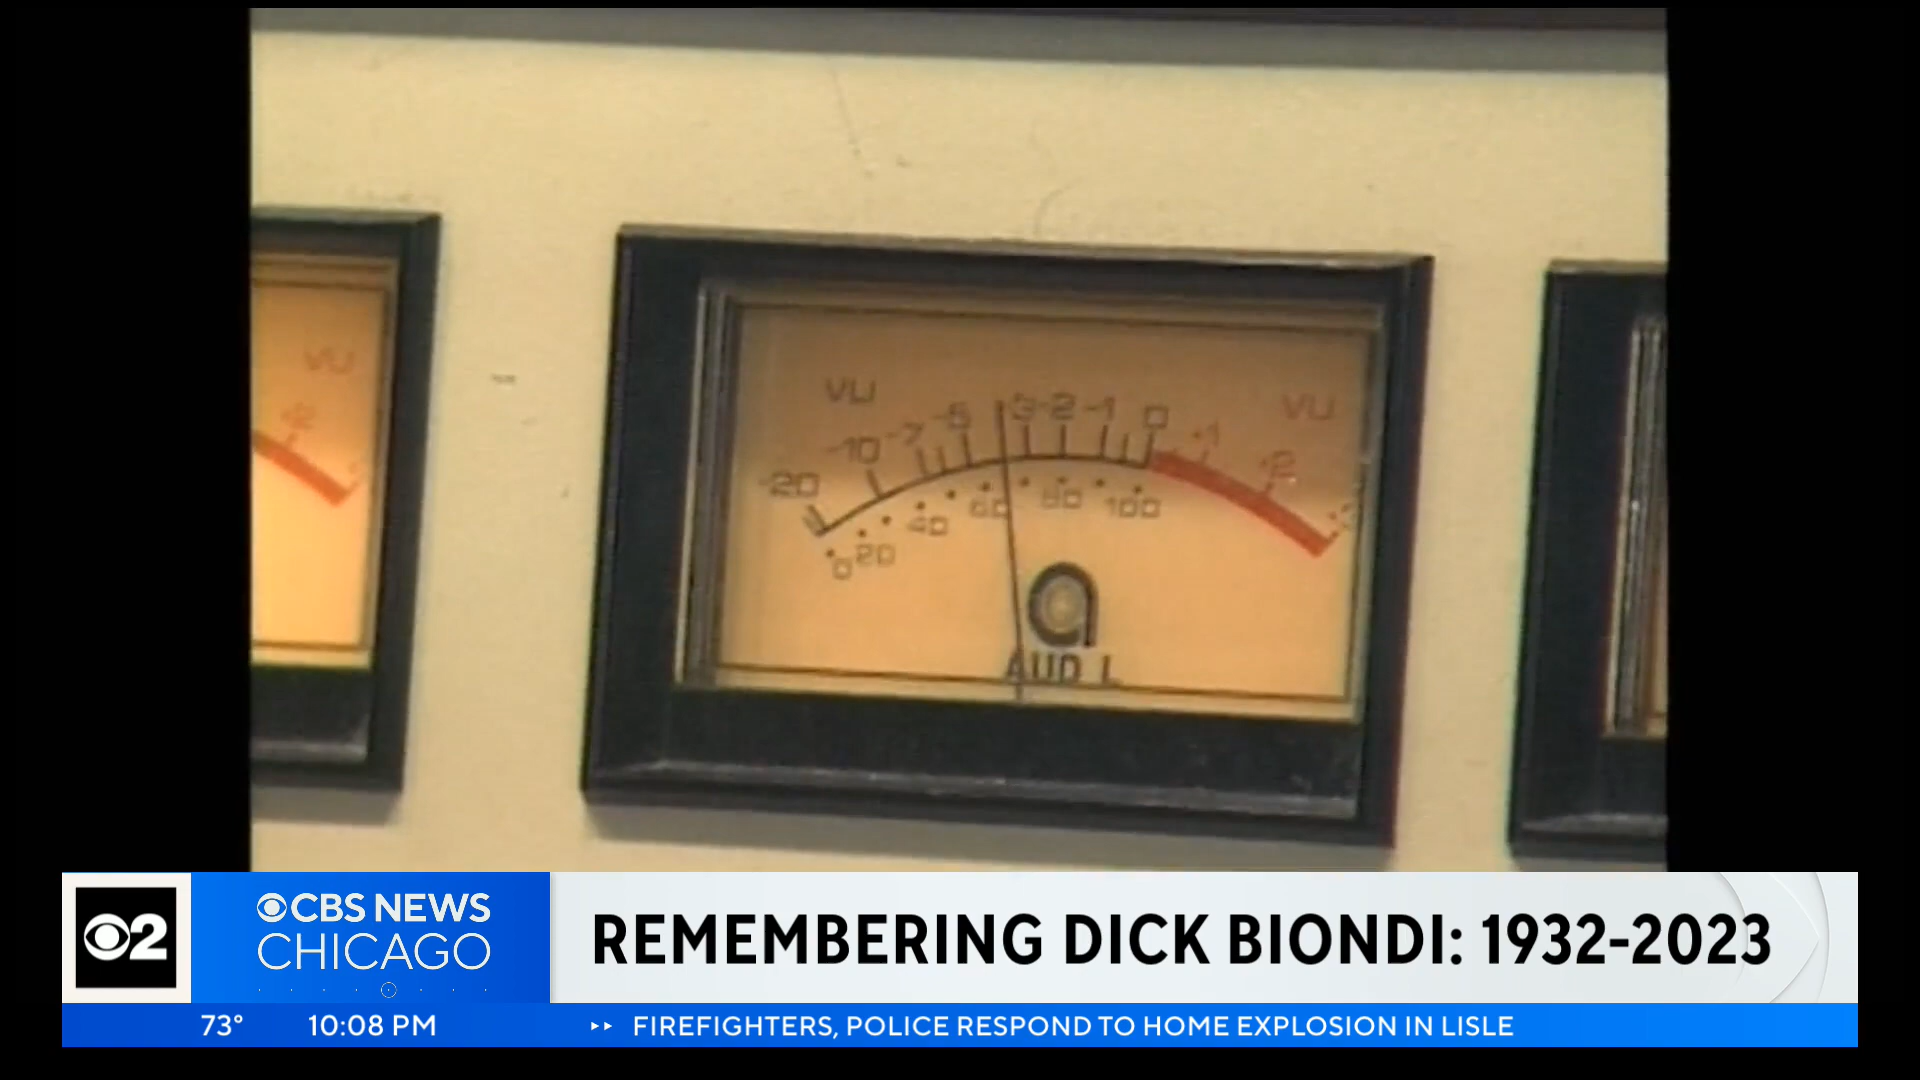 VU
VU
-20 -10 -7 -5 3 -2 -1 0 +1 +2
0 20 40 60 80 100
VU
-2
AUD L
2
CBS NEWS
CHICAGO
REMEMBERING DICK BIONDI: 1932-2023
73° 10:08 PM FIREFIGHTERS, POLICE RESPOND TO HOME EXPLOSION IN LISLE